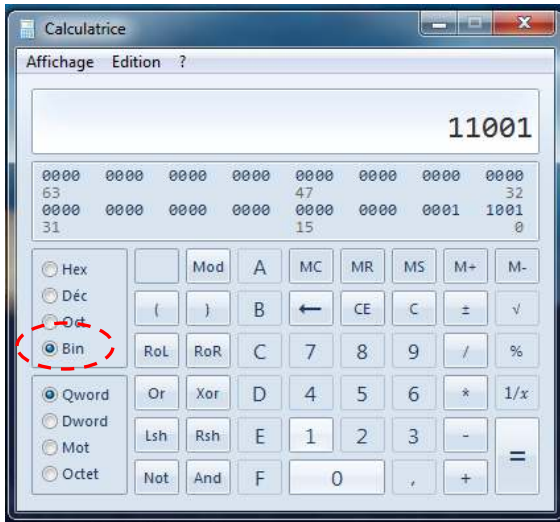 Calculatrice
Affichage Edition ?
11001
0000 0000 0000 0000 0000 0000 0000 0000
63 47 32
0000 0000 0000 0000 0000 0000 0001 1001
31 15 0
Hex Mod A MC MR MS M+ M-
Déc
Oct ( ) B ← CE C ± √
Bin RoL RoR C 7 8 9 / %
Qword Or Xor D 4 5 6 * 1/x
Dword
Mot Lsh Rsh E 1 2 3 - =
Octet Not And F 0 , +